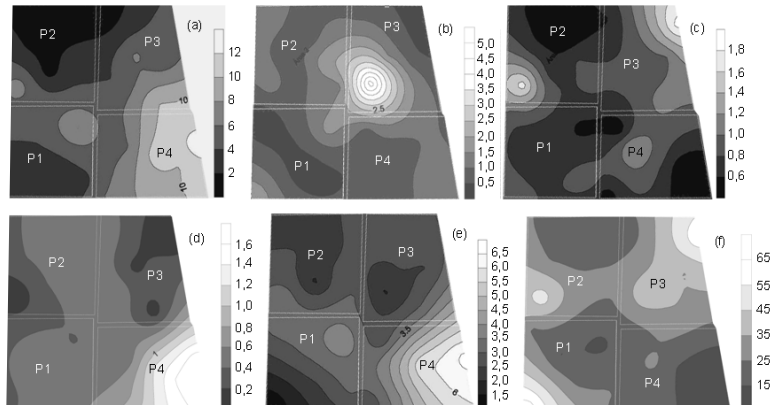 P2
P3
(a)
P1
P4
10
10
12
10
8
6
4
2
P2
P3
(b)
2.5
P1
P4
5,0
4,5
4,0
3,5
3,0
2,5
2,0
1,5
1,0
0,5
P2
P3
(c)
P1
P4
1,8
1,6
1,4
1,2
1,0
0,8
0,6
P2
P3
(d)
1
P1
P4
1,6
1,4
1,2
1,0
0,8
0,6
0,4
0,2
P2
P3
(e)
P1
3.5
P4
6
6,5
6,0
5,5
5,0
4,5
4,0
3,5
3,0
2,5
2,0
1,5
P2
P3
(f)
P1
P4
65
55
45
35
25
15